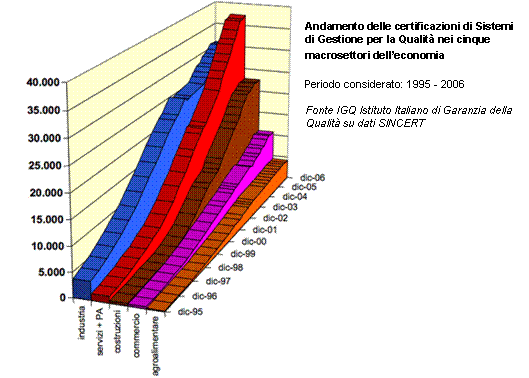 Andamento delle certificazioni di Sistemi
di Gestione per la Qualità nei cinque
macrosettori dell'economia
Periodo considerato: 1995 - 2006
Fonte IGQ Istituto Italiano di Garanzia della
Qualità su dati SINCERT
40.000
35.000
30.000
25.000
20.000
15.000
10.000
5.000
0
dic-06
dic-05
dic-04
dic-03
dic-02
dic-01
dic-00
dic-99
dic-98
dic-97
dic-96
dic-95
industria
servizi + PA
costruzioni
commercio
agroalimentare